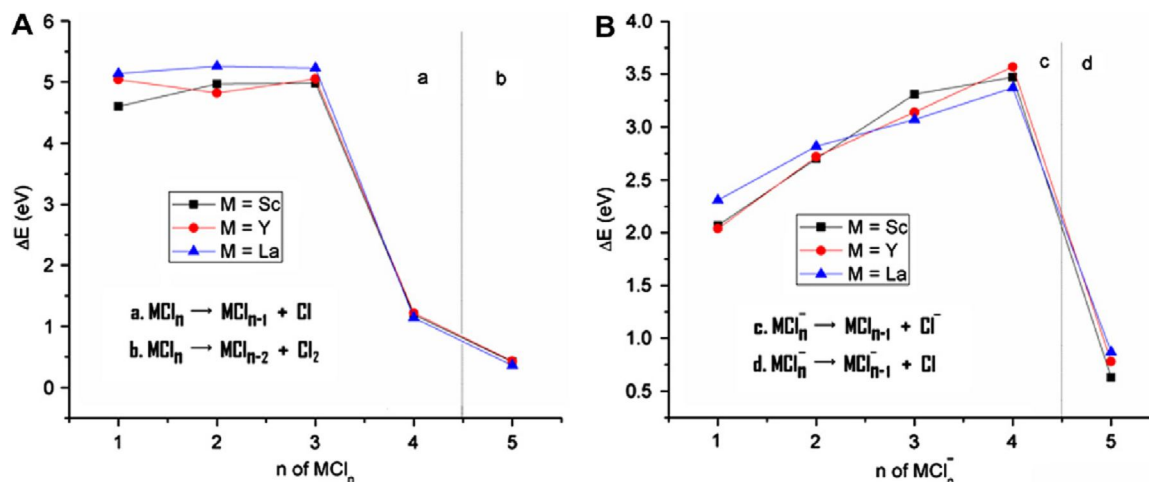 A
6
5
4
3
2
1
0
ΔE (eV)
a
b
M = Sc
M = Y
M = La
a. MClₙ → MClₙ₋₁ + Cl
b. MClₙ → MClₙ₋₂ + Cl₂
1 2 3 4 5
n of MClₙ
B
4.0
3.5
3.0
2.5
2.0
1.5
1.0
0.5
ΔE (eV)
c
d
M = Sc
M = Y
M = La
c. MClₙ⁻ → MClₙ₋₁ + Cl⁻
d. MClₙ⁻ → MClₙ₋₁⁻ + Cl
1 2 3 4 5
n of MClₙ⁻